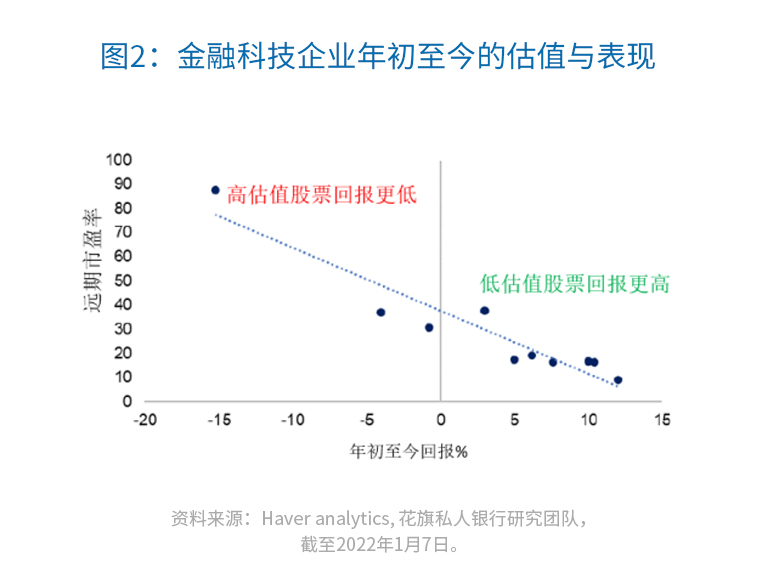 图2：金融科技企业年初至今的估值与表现
100
90
高估值股票回报更低
80
70
60
远期市盈率
50
低估值股票回报更高
40
30
20
10
0
-20 -15 -10 -5 0 5 10 15
年初至今回报%
资料来源：Haver analytics, 花旗私人银行研究团队，
截至2022年1月7日。